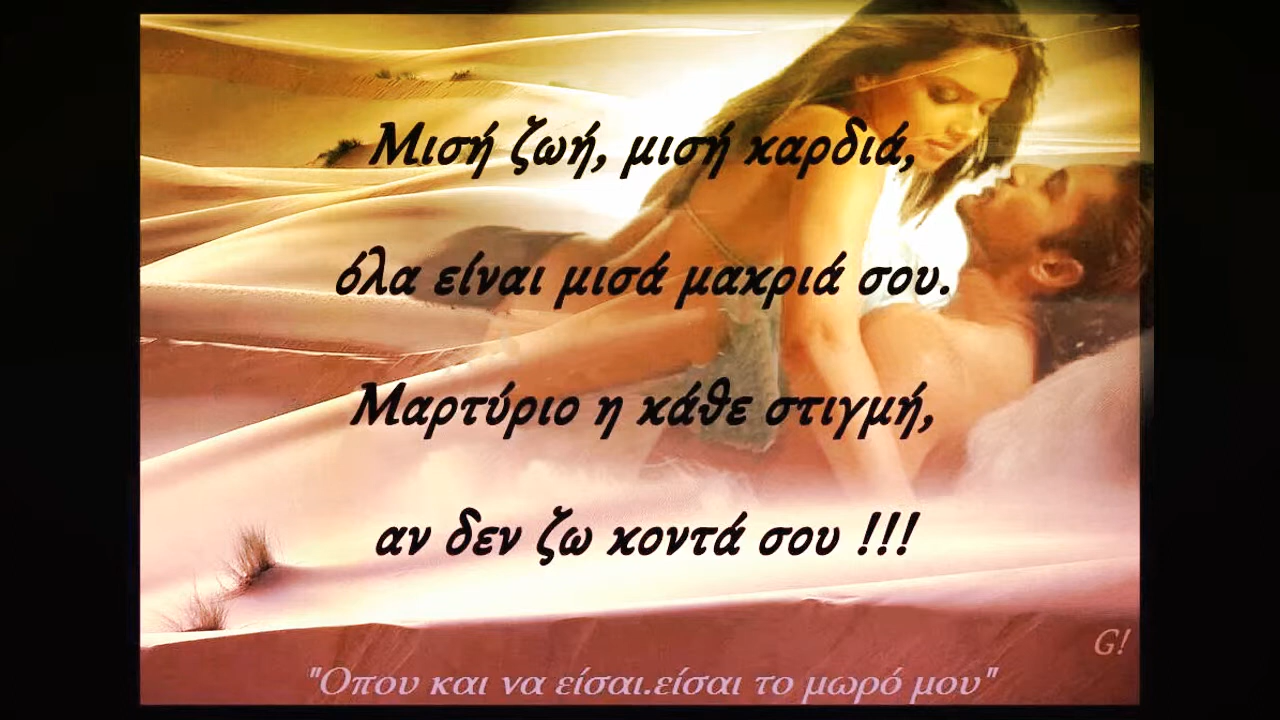 Μισή ζωή, μισή καρδιά,
όλα είναι μισά μακριά σου.
Μαρτύριο η κάθε στιγμή,
αν δεν ζω κοντά σου !!!
G!
"Οπου και να είσαι.είσαι το μωρό μου"